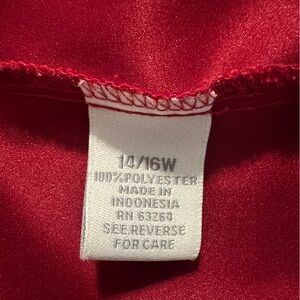 14/16W
100%POLYESTER
MADE IN
INDONESIA
RN 63264
SEE REVERSE
FOR CARE